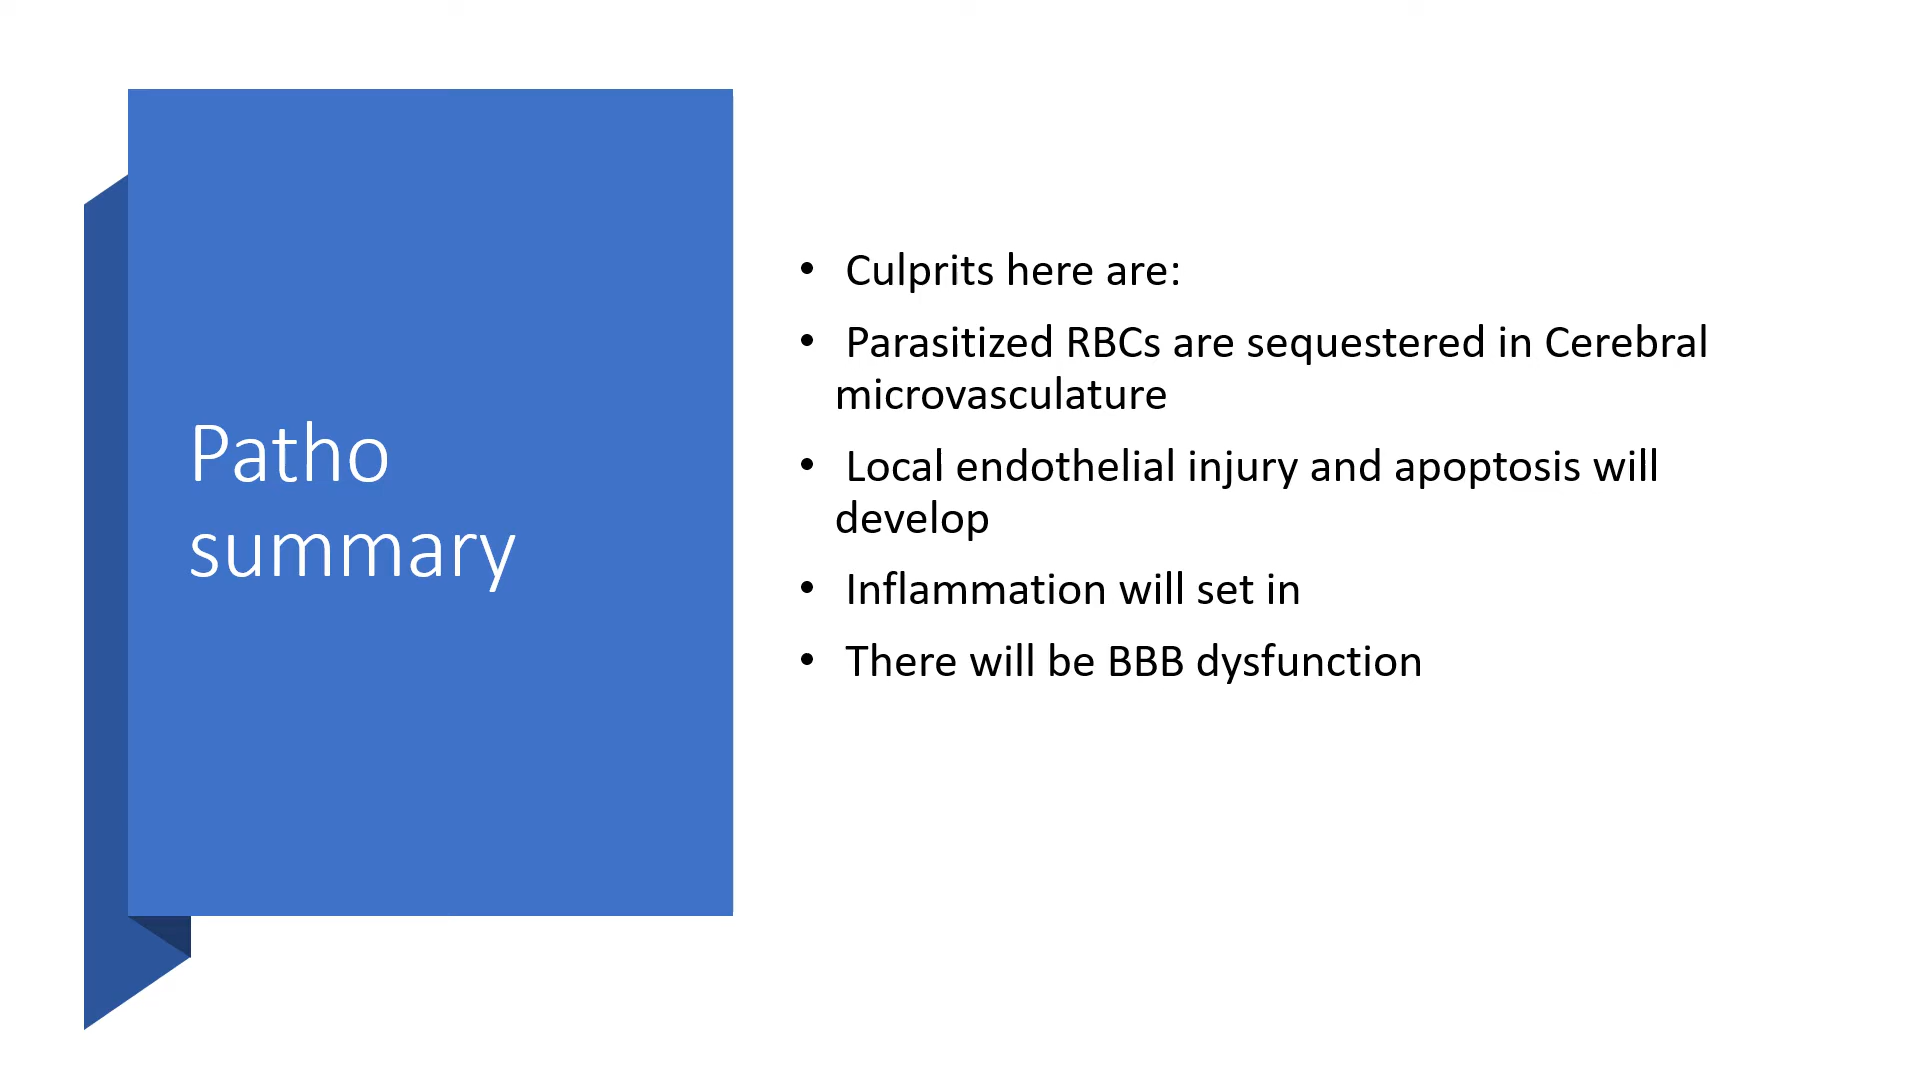 Patho
summary
• Culprits here are:
• Parasitized RBCs are sequestered in Cerebral
microvasculature
• Local endothelial injury and apoptosis will
develop
• Inflammation will set in
• There will be BBB dysfunction